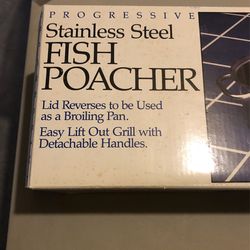 PROGRESSIVE
Stainless Steel
FISH
POACHER
Lid Reverses to be Used
as a Broiling Pan.
Easy Lift Out Grill with
Detachable Handles.